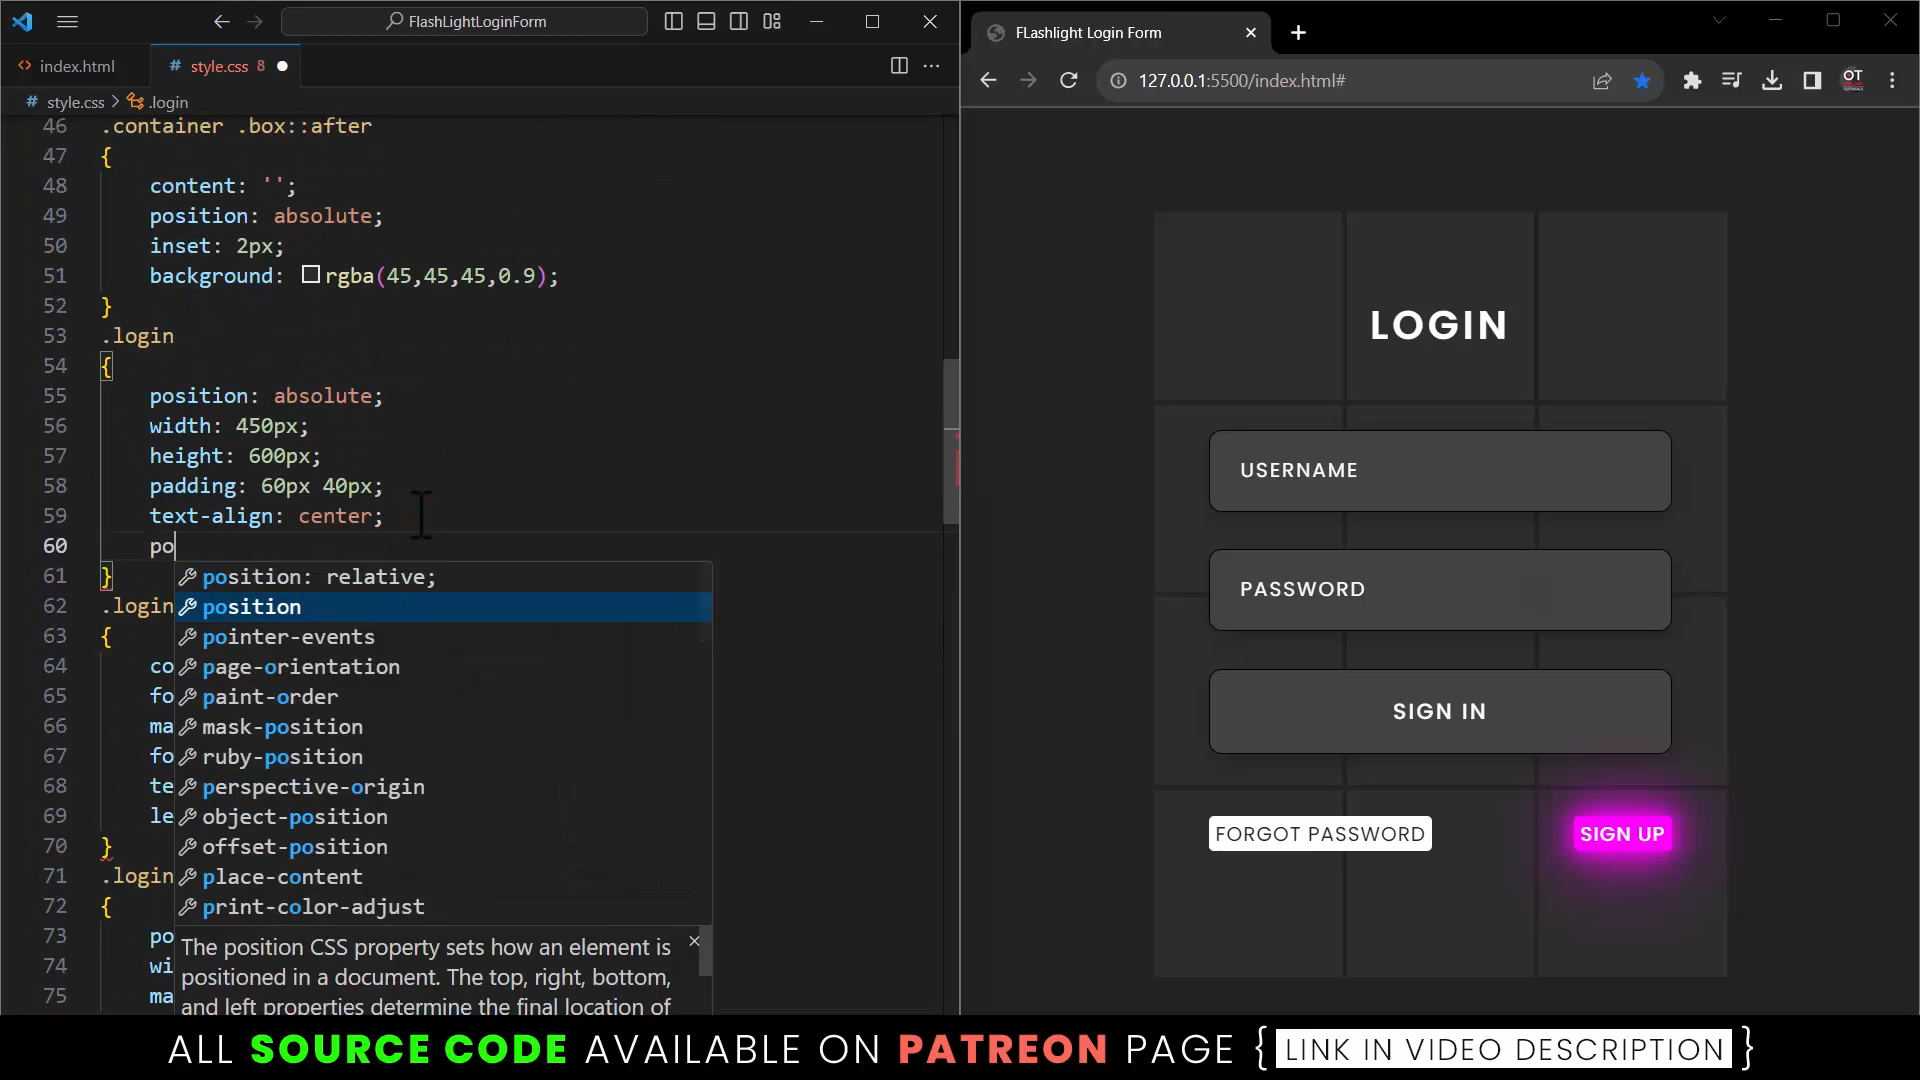 FlashLightLoginForm
index.html
# style.css 8
# style.css > .login
46 .container .box::after
47 {
48 content: '';
49 position: absolute;
50 inset: 2px;
51 background: rgba(45,45,45,0.9);
52 }
53 .login
54 {
55 position: absolute;
56 width: 450px;
57 height: 600px;
58 padding: 60px 40px;
59 text-align: center;
60 po
61 }
position: relative;
62 .login
position
63 {
pointer-events
64 co
page-orientation
65 fo
paint-order
66 ma
mask-position
67 fo
ruby-position
68 te
perspective-origin
69 le
object-position
70 }
offset-position
71 .login
place-content
72 {
print-color-adjust
73 po
The position CSS property sets how an element is
74 wi
positioned in a document. The top, right, bottom,
75 ma
and left properties determine the final location of
FLashlight Login Form
127.0.0.1:5500/index.html#
OT
LOGIN
USERNAME
PASSWORD
SIGN IN
FORGOT PASSWORD
SIGN UP
ALL SOURCE CODE AVAILABLE ON PATREON PAGE { LINK IN VIDEO DESCRIPTION }